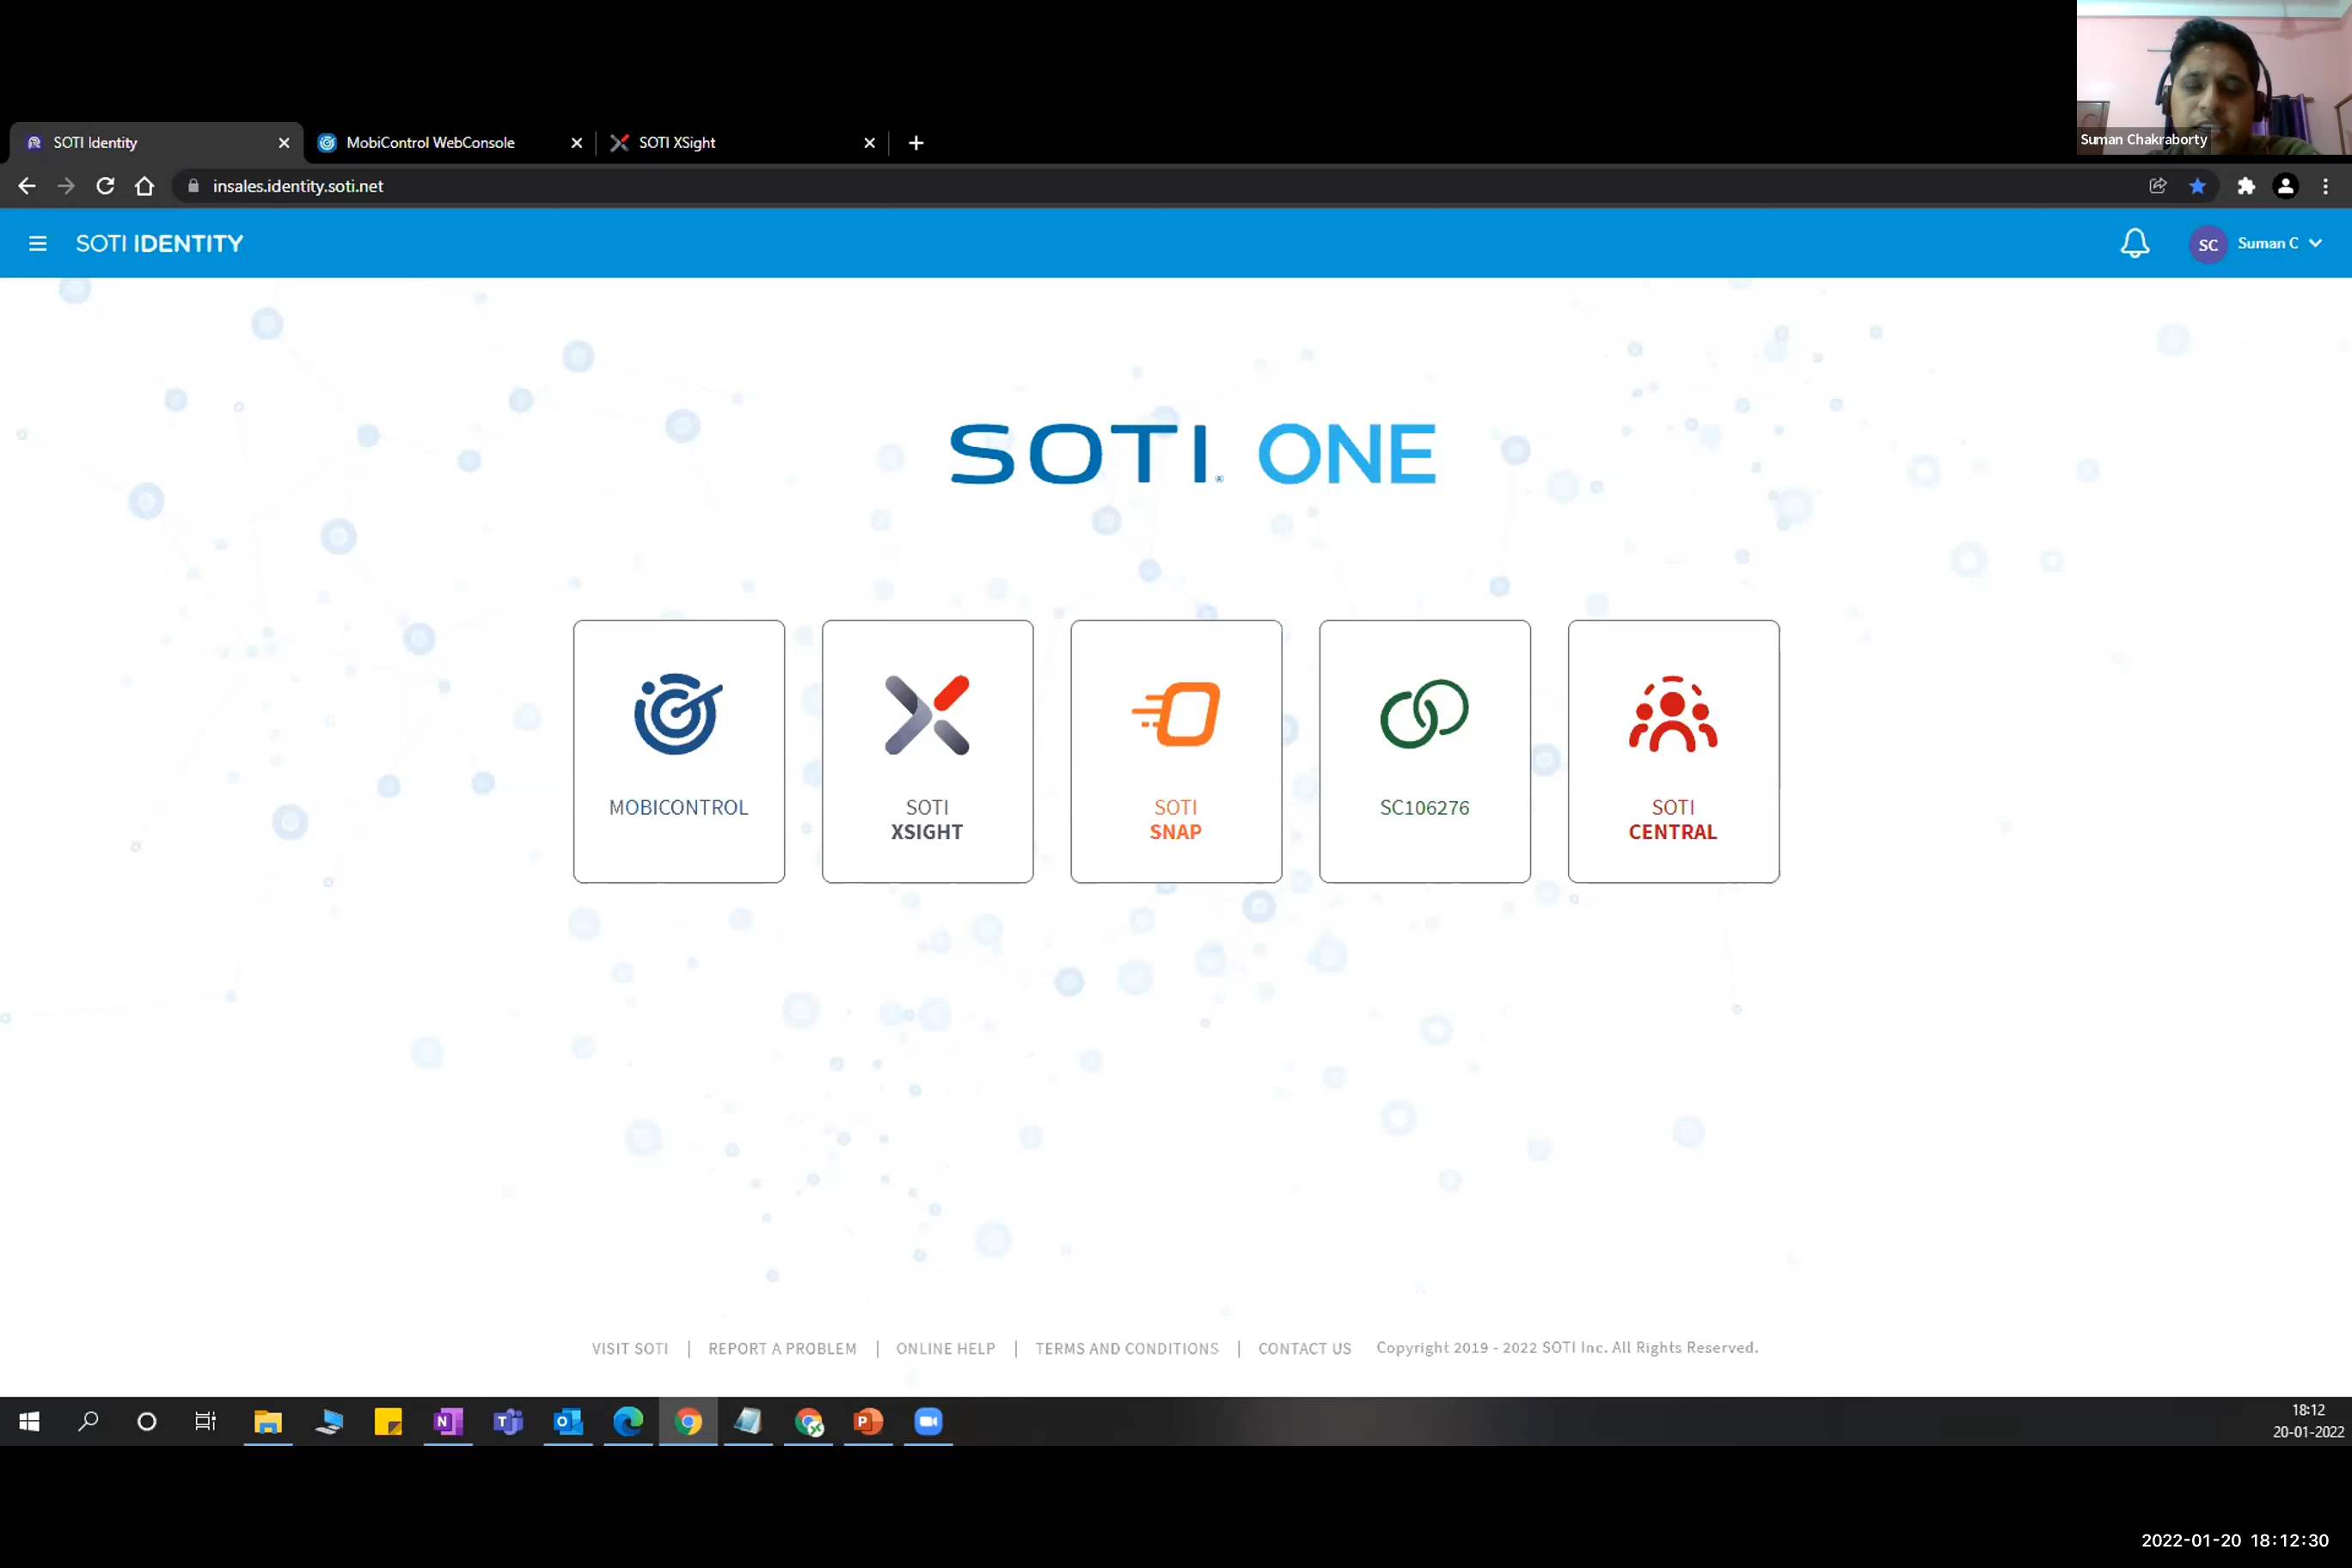 Suman Chakraborty
SOTI Identity
MobiControl WebConsole
SOTI XSight
insales.identity.soti.net
SOTI IDENTITY
SC
Suman C
SOTI® ONE
MOBICONTROL
SOTI
XSIGHT
SOTI
SNAP
SC106276
SOTI
CENTRAL
VISIT SOTI | REPORT A PROBLEM | ONLINE HELP | TERMS AND CONDITIONS | CONTACT US Copyright 2019 - 2022 SOTI Inc. All Rights Reserved.
18:12
20-01-2022
2022-01-20 18:12:30